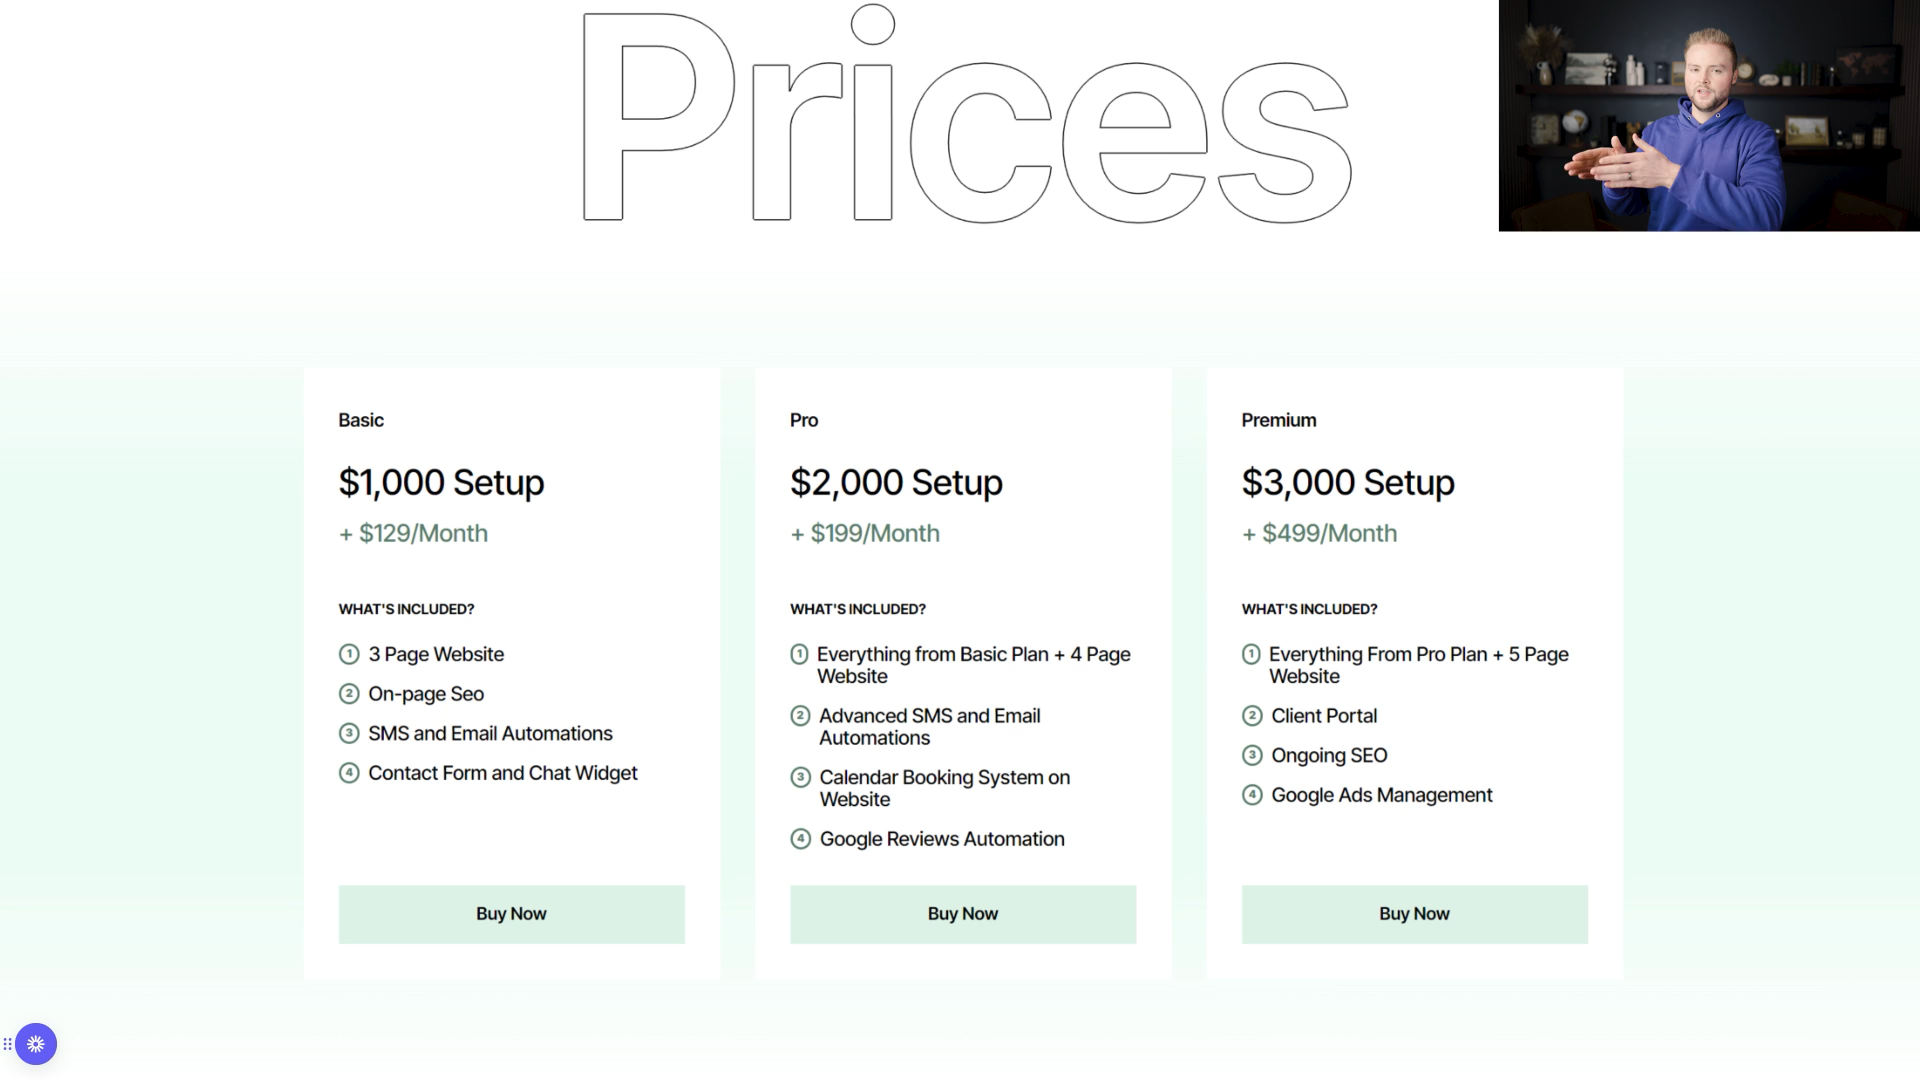 Prices
Basic
$1,000 Setup
+ $129/Month
WHAT'S INCLUDED?
1 3 Page Website
2 On-page Seo
3 SMS and Email Automations
4 Contact Form and Chat Widget
Buy Now
Pro
$2,000 Setup
+ $199/Month
WHAT'S INCLUDED?
1 Everything from Basic Plan + 4 Page
Website
2 Advanced SMS and Email
Automations
3 Calendar Booking System on
Website
4 Google Reviews Automation
Buy Now
Premium
$3,000 Setup
+ $499/Month
WHAT'S INCLUDED?
1 Everything From Pro Plan + 5 Page
Website
2 Client Portal
3 Ongoing SEO
4 Google Ads Management
Buy Now